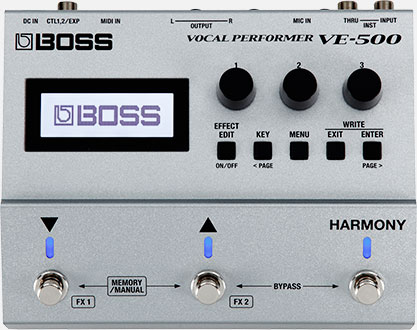 DC IN CTL1,2/EXP MIDI IN L OUTPUT R MIC IN THRU INST INPUT
BOSS
VOCAL PERFORMER VE-500
1 2 3
BOSS
EFFECT EDIT KEY MENU WRITE EXIT ENTER
ON/OFF < PAGE PAGE >
▼ ▲ HARMONY
MEMORY/MANUAL BYPASS
FX 1 FX 2